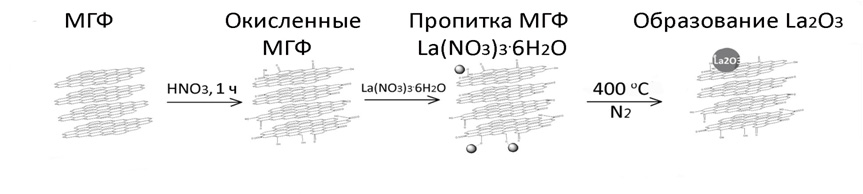 МГФ
Окисленные
МГФ
Пропитка МГФ
La(NO3)3·6H2O
Образование La2O3
HNO3, 1 ч
La(NO3)3·6H2O
400 °C
N2
La2O3